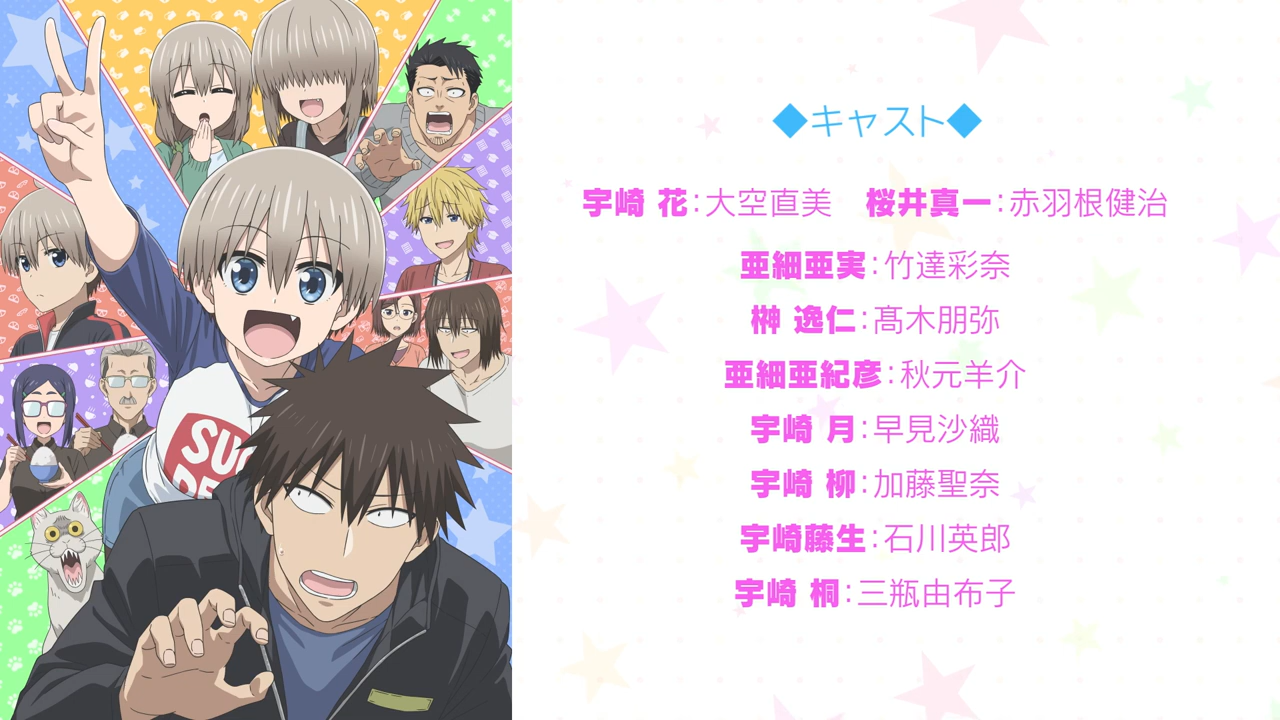 ◆キャスト◆
宇崎 花：大空直美　桜井真一：赤羽根健治
亜細亜実：竹達彩奈
榊 逸仁：髙木朋弥
亜細亜紀彦：秋元羊介
宇崎 月：早見沙織
宇崎 柳：加藤聖奈
宇崎藤生：石川英郎
宇崎 桐：三瓶由布子